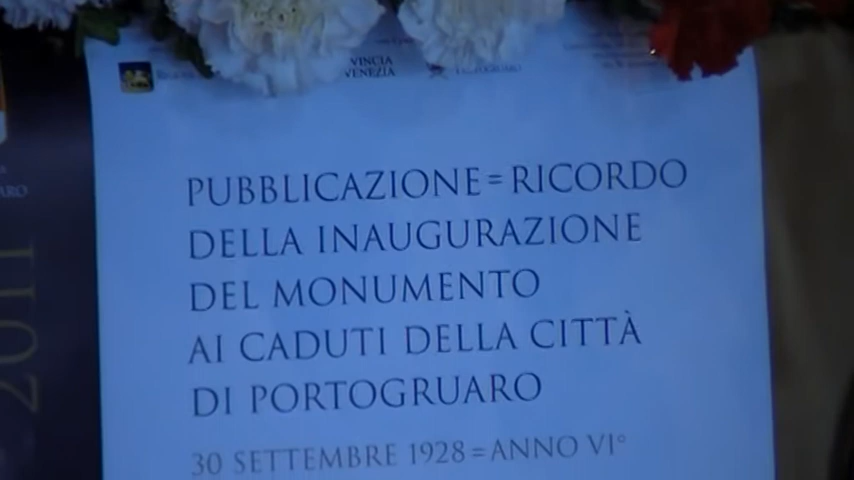 VINCIA
VENEZIA
PUBBLICAZIONE=RICORDO
DELLA INAUGURAZIONE
DEL MONUMENTO
AI CADUTI DELLA CITTÀ
DI PORTOGRUARO
30 SETTEMBRE 1928=ANNO VI°
2011